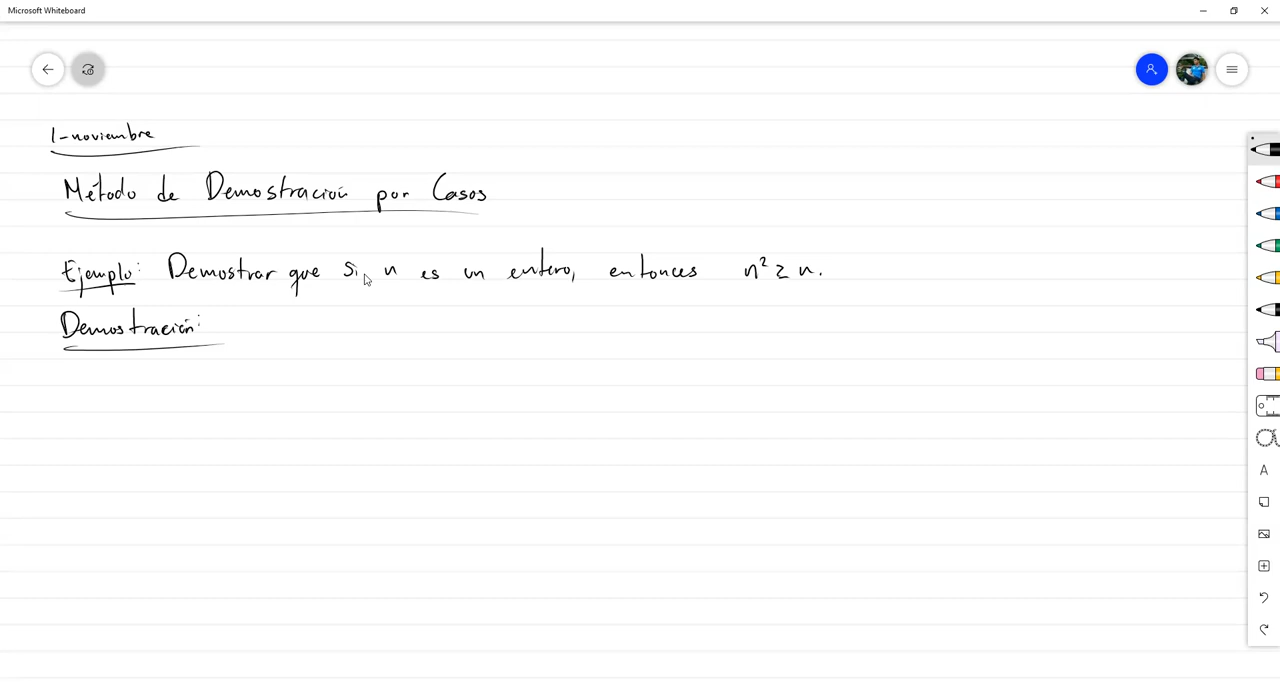 Microsoft Whiteboard
1-noviembre
Método de Demostración por Casos
Ejemplo: Demostrar que si n es un entero, entonces n² ≥ n.
Demostración:
A